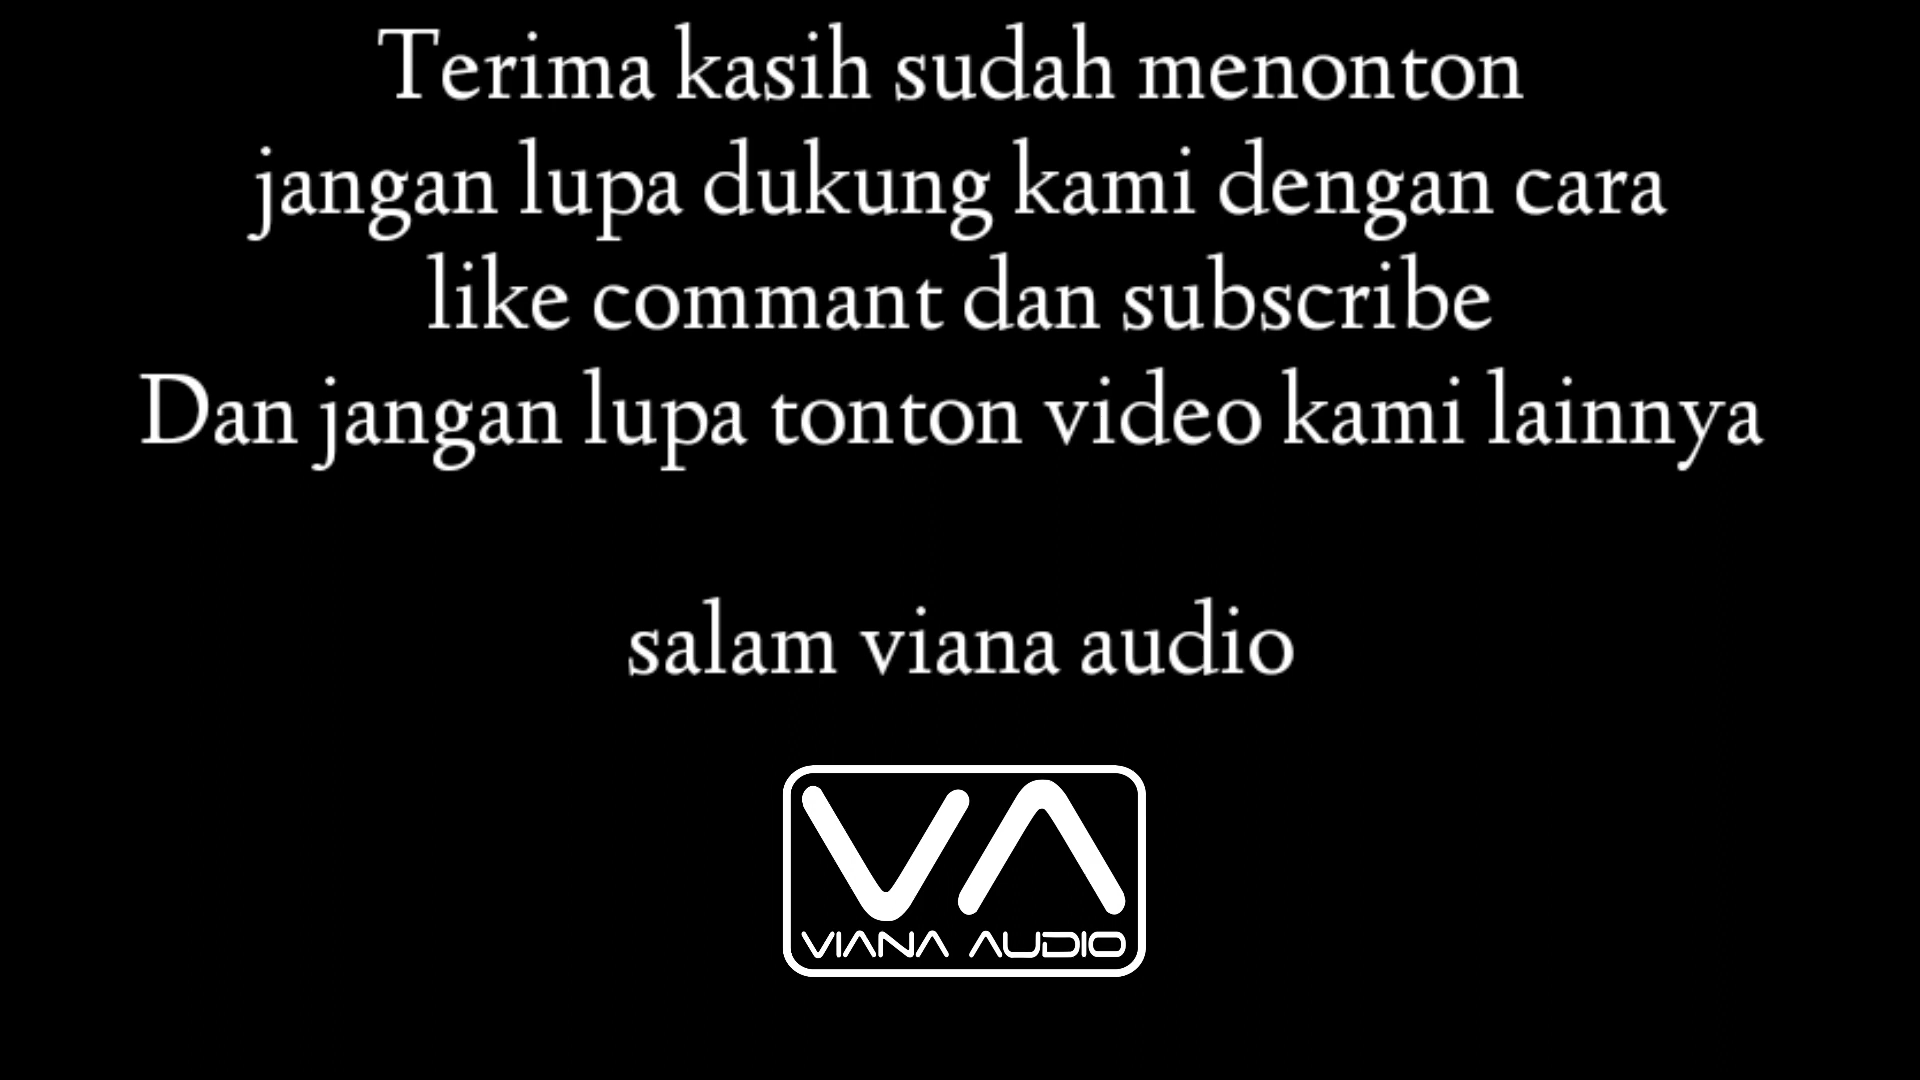 Terima kasih sudah menonton
jangan lupa dukung kami dengan cara
like commant dan subscribe
Dan jangan lupa tonton video kami lainnya
salam viana audio
VA
VIANA AUDIO